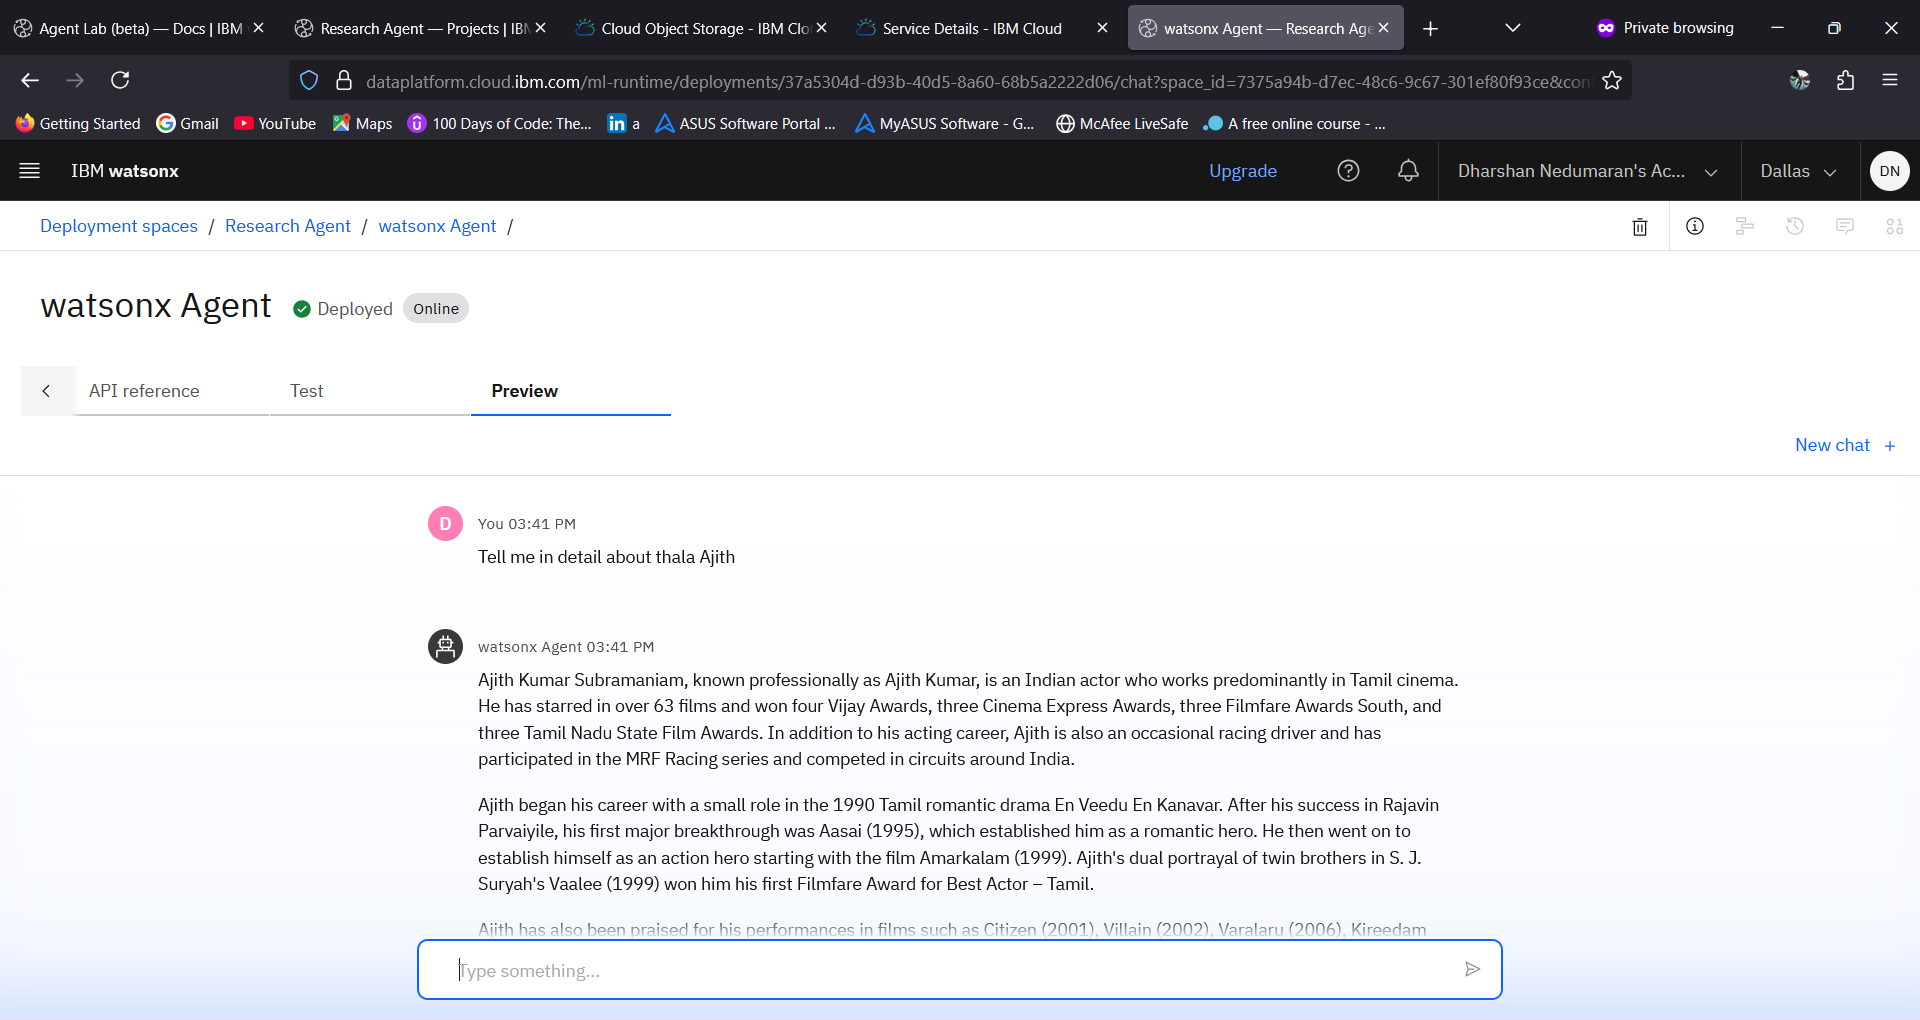 Agent Lab (beta) — Docs | IBM
Research Agent — Projects | IBM
Cloud Object Storage - IBM Clo
Service Details - IBM Cloud
watsonx Agent — Research Age
Private browsing
dataplatform.cloud.ibm.com/ml-runtime/deployments/37a5304d-d93b-40d5-8a60-68b5a2222d06/chat?space_id=7375a94b-d7ec-48c6-9c67-301ef80f93ce&con
Getting Started
Gmail
YouTube
Maps
100 Days of Code: The...
a
ASUS Software Portal ...
MyASUS Software - G...
McAfee LiveSafe
A free online course - ...
IBM watsonx
Upgrade
Dharshan Nedumaran's Ac...
Dallas
DN
Deployment spaces / Research Agent / watsonx Agent /
watsonx Agent
Deployed
Online
API reference
Test
Preview
New chat +
D
You 03:41 PM
Tell me in detail about thala Ajith
watsonx Agent 03:41 PM
Ajith Kumar Subramaniam, known professionally as Ajith Kumar, is an Indian actor who works predominantly in Tamil cinema.
He has starred in over 63 films and won four Vijay Awards, three Cinema Express Awards, three Filmfare Awards South, and
three Tamil Nadu State Film Awards. In addition to his acting career, Ajith is also an occasional racing driver and has
participated in the MRF Racing series and competed in circuits around India.
Ajith began his career with a small role in the 1990 Tamil romantic drama En Veedu En Kanavar. After his success in Rajavin
Parvaiyile, his first major breakthrough was Aasai (1995), which established him as a romantic hero. He then went on to
establish himself as an action hero starting with the film Amarkalam (1999). Ajith's dual portrayal of twin brothers in S. J.
Suryah's Vaalee (1999) won him his first Filmfare Award for Best Actor – Tamil.
Ajith has also been praised for his performances in films such as Citizen (2001), Villain (2002), Varalaru (2006), Kireedam
Type something...